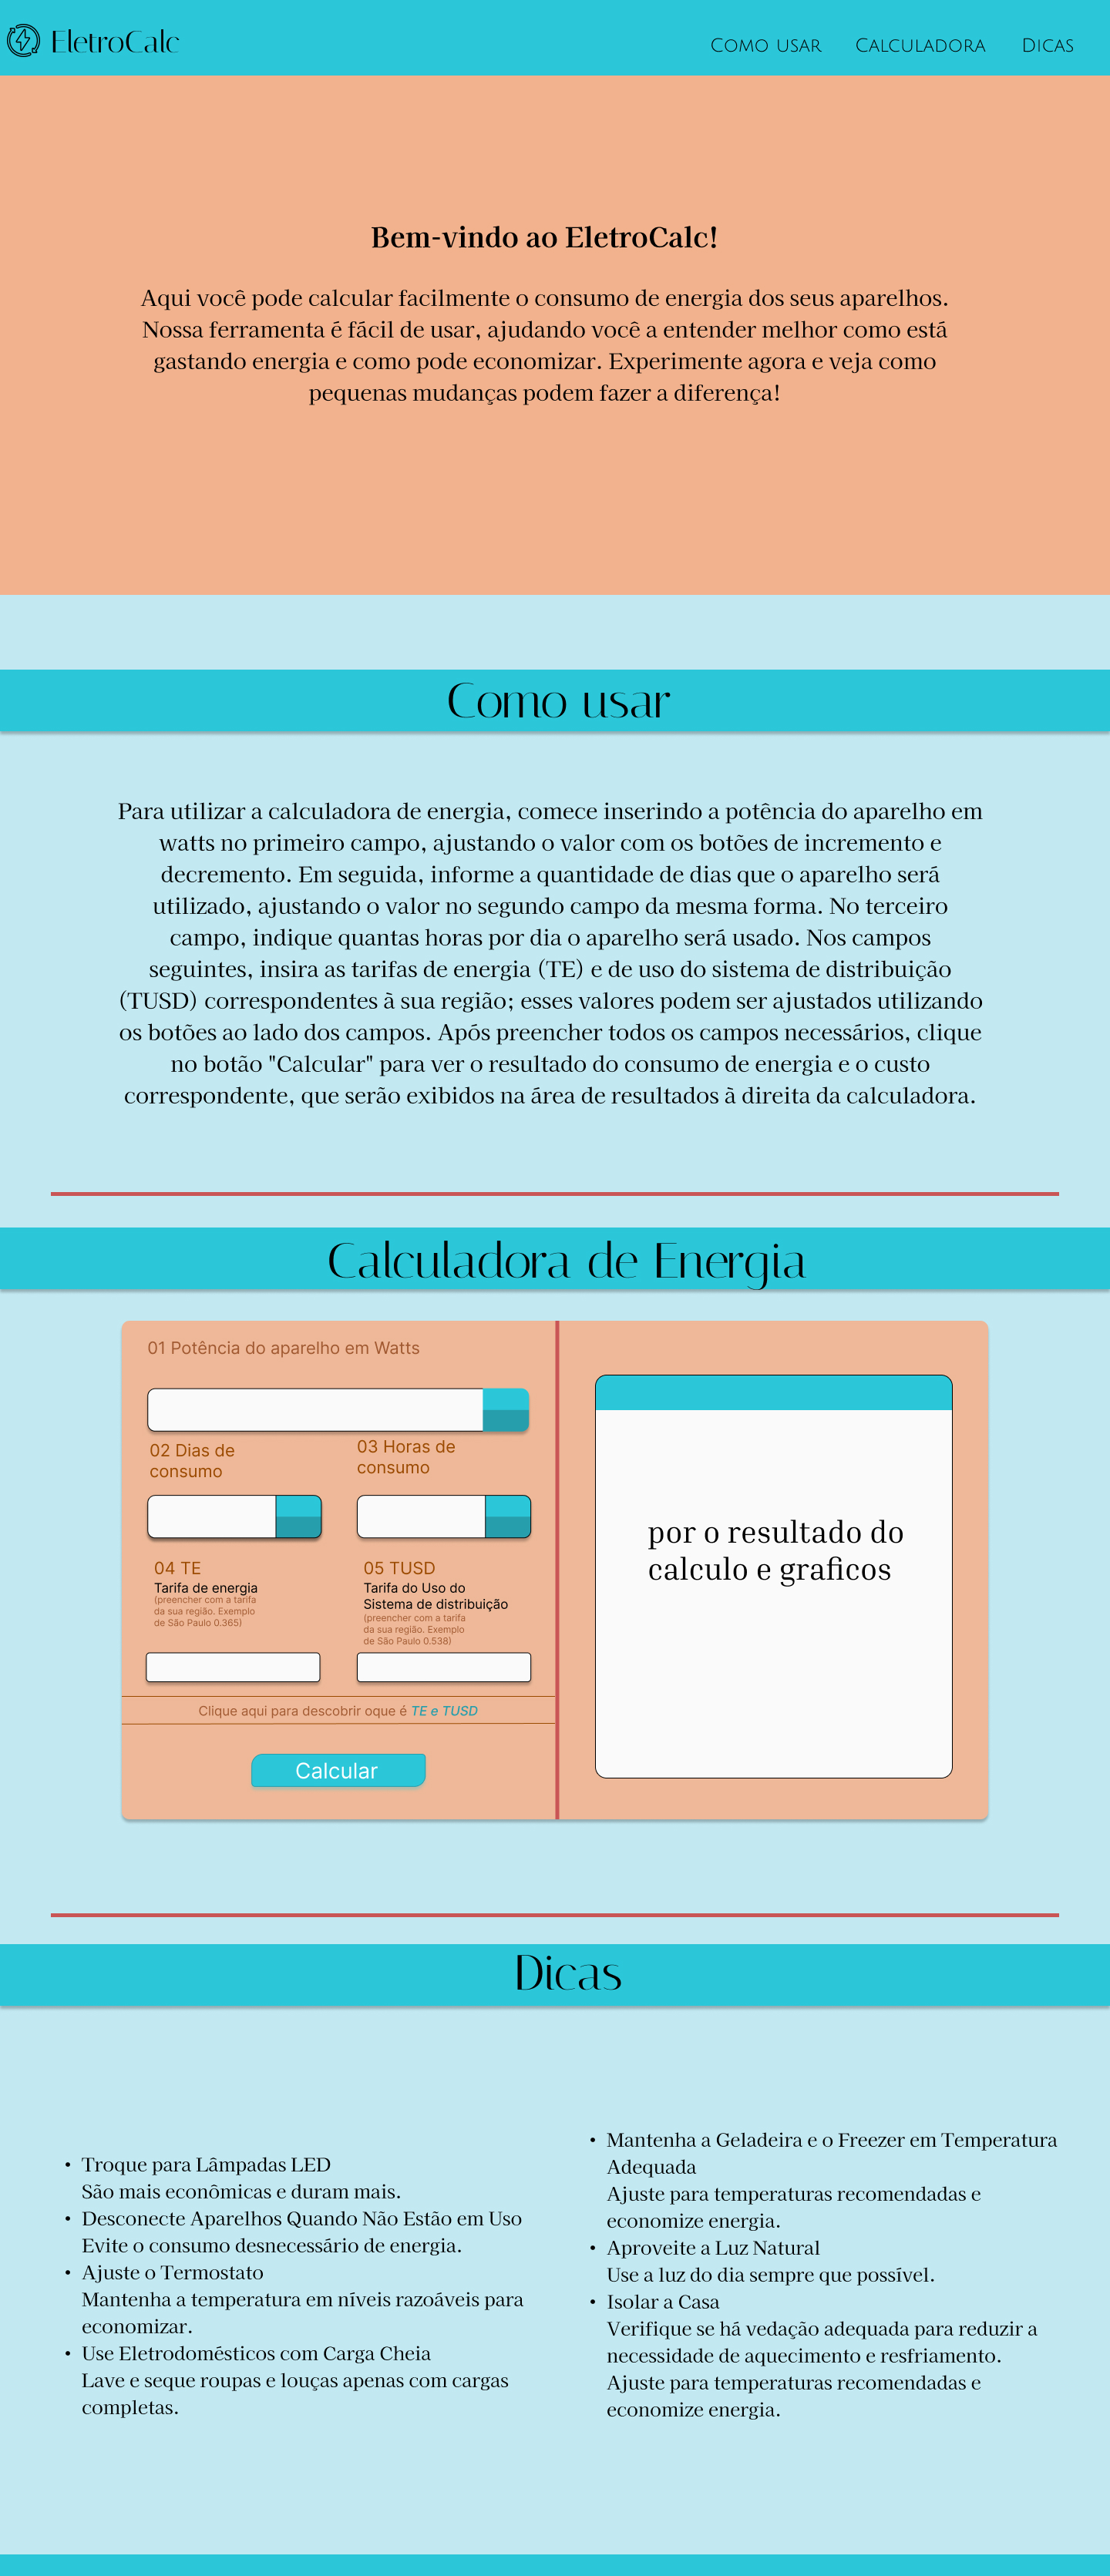 EletroCalc
Como usar
Calculadora
Dicas
Bem-vindo ao EletroCalc!
Aqui você pode calcular facilmente o consumo de energia dos seus aparelhos.
Nossa ferramenta é fácil de usar, ajudando você a entender melhor como está
gastando energia e como pode economizar. Experimente agora e veja como
pequenas mudanças podem fazer a diferença!
Como usar
Para utilizar a calculadora de energia, comece inserindo a potência do aparelho em
watts no primeiro campo, ajustando o valor com os botões de incremento e
decremento. Em seguida, informe a quantidade de dias que o aparelho será
utilizado, ajustando o valor no segundo campo da mesma forma. No terceiro
campo, indique quantas horas por dia o aparelho será usado. Nos campos
seguintes, insira as tarifas de energia (TE) e de uso do sistema de distribuição
(TUSD) correspondentes à sua região; esses valores podem ser ajustados utilizando
os botões ao lado dos campos. Após preencher todos os campos necessários, clique
no botão "Calcular" para ver o resultado do consumo de energia e o custo
correspondente, que serão exibidos na área de resultados à direita da calculadora.
Calculadora de Energia
01 Potência do aparelho em Watts
02 Dias de
consumo
03 Horas de
consumo
04 TE
Tarifa de energia
(preencher com a tarifa
da sua região. Exemplo
de São Paulo 0.365)
05 TUSD
Tarifa do Uso do
Sistema de distribuição
(preencher com a tarifa
da sua região. Exemplo
de São Paulo 0.538)
Clique aqui para descobrir oque é TE e TUSD
Calcular
por o resultado do
calculo e graficos
Dicas
• Troque para Lâmpadas LED
São mais econômicas e duram mais.
• Desconecte Aparelhos Quando Não Estão em Uso
Evite o consumo desnecessário de energia.
• Ajuste o Termostato
Mantenha a temperatura em níveis razoáveis para
economizar.
• Use Eletrodomésticos com Carga Cheia
Lave e seque roupas e louças apenas com cargas
completas.
• Mantenha a Geladeira e o Freezer em Temperatura
Adequada
Ajuste para temperaturas recomendadas e
economize energia.
• Aproveite a Luz Natural
Use a luz do dia sempre que possível.
• Isolar a Casa
Verifique se há vedação adequada para reduzir a
necessidade de aquecimento e resfriamento.
Ajuste para temperaturas recomendadas e
economize energia.